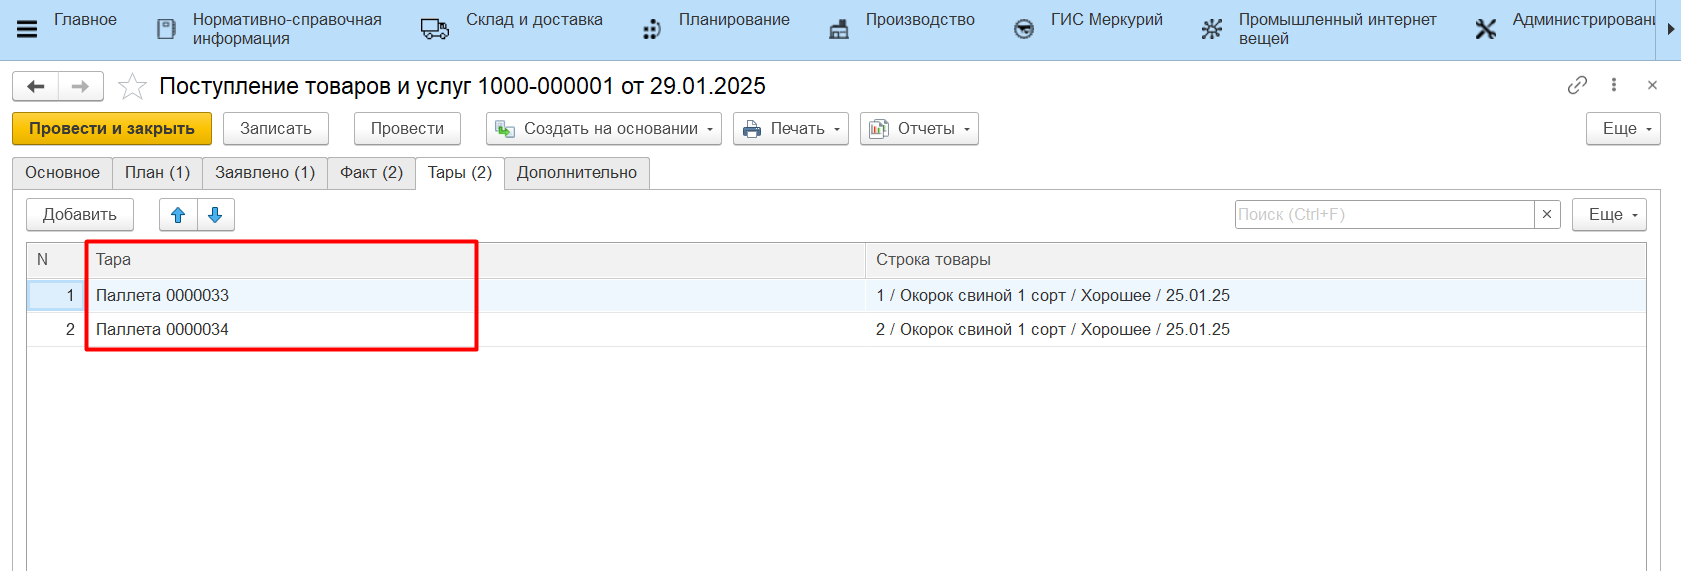 Главное
Нормативно-справочная
информация
Склад и доставка
Планирование
Производство
ГИС Меркурий
Промышленный интернет
вещей
Администрировани
Поступление товаров и услуг 1000-000001 от 29.01.2025
Провести и закрыть
Записать
Провести
Создать на основании
Печать
Отчеты
Еще
Основное
План (1)
Заявлено (1)
Факт (2)
Тары (2)
Дополнительно
Добавить
Поиск (Ctrl+F)
Еще
N Тара Строка товары
1 Паллета 0000033 1 / Окорок свиной 1 сорт / Хорошее / 25.01.25
2 Паллета 0000034 2 / Окорок свиной 1 сорт / Хорошее / 25.01.25